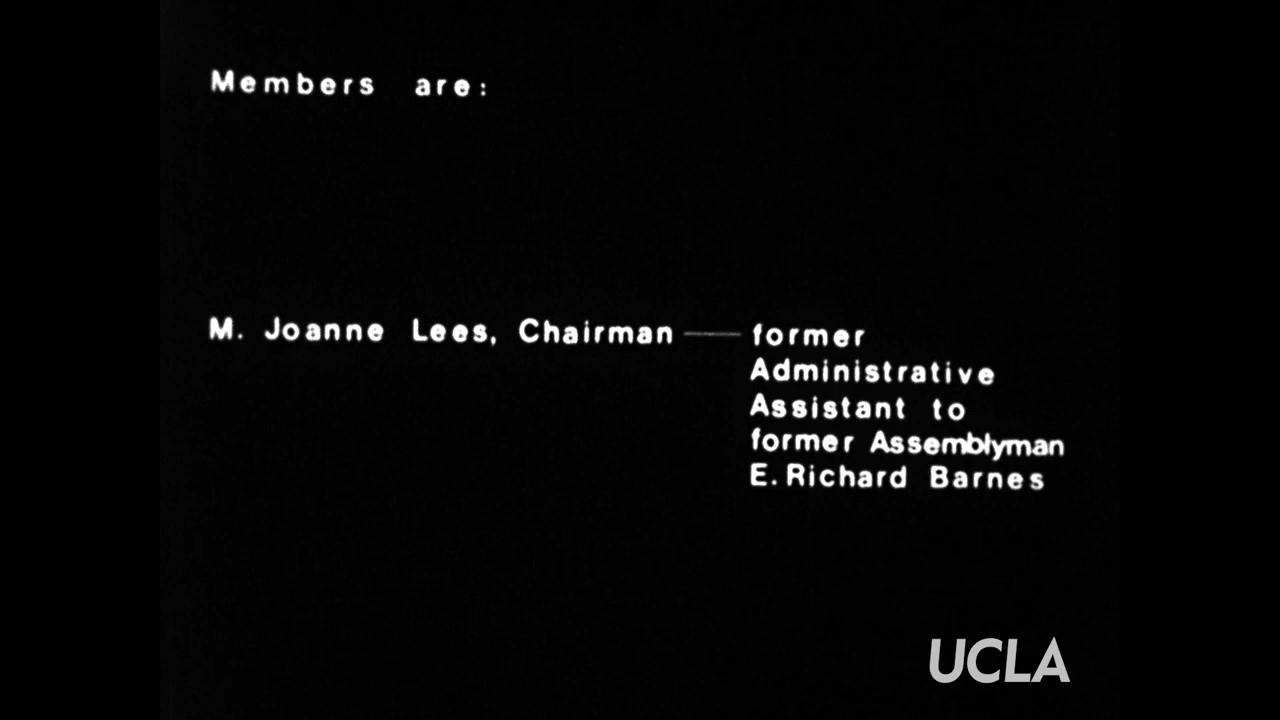 Members are:
M. Joanne Lees, Chairman — former
Administrative
Assistant to
former Assemblyman
E. Richard Barnes
UCLA